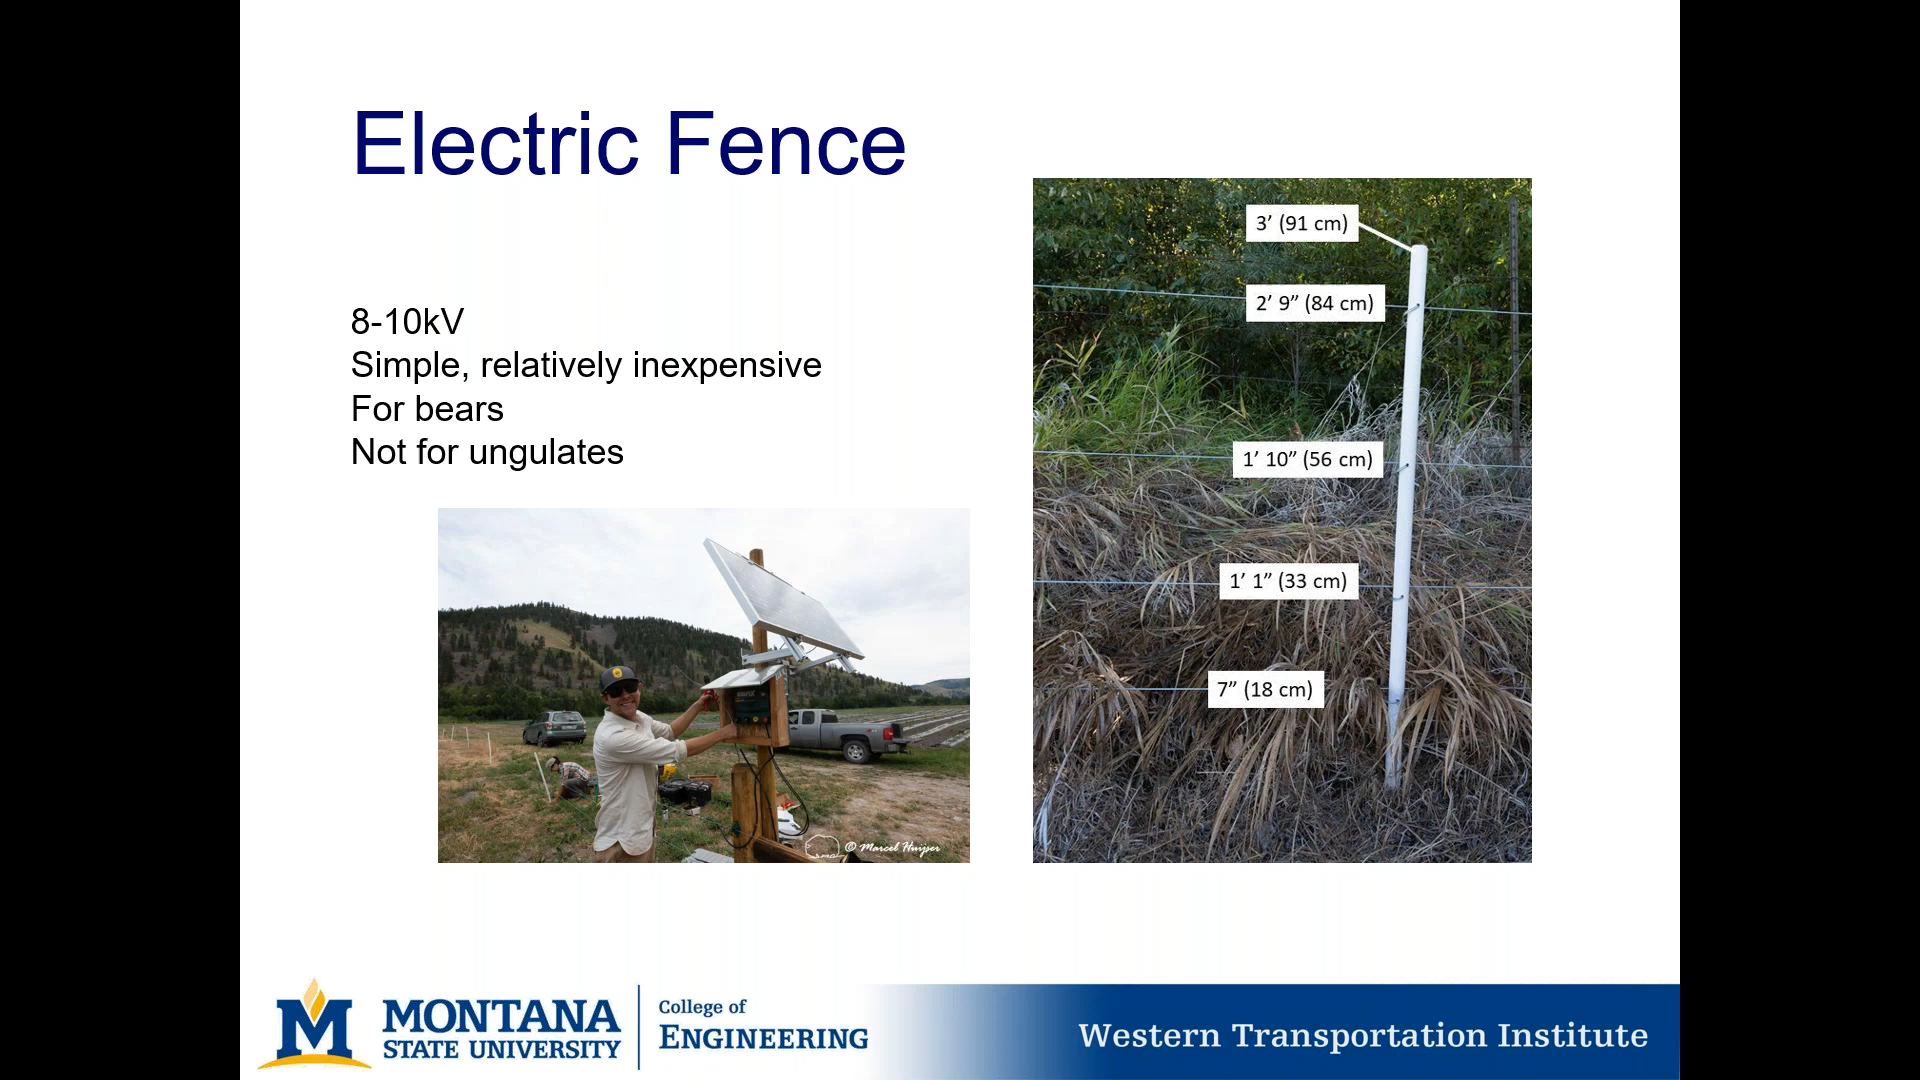 Electric Fence
8-10kV
Simple, relatively inexpensive
For bears
Not for ungulates
3’ (91 cm)
2’ 9” (84 cm)
1’ 10” (56 cm)
1’ 1” (33 cm)
7” (18 cm)
© Marcel Huijser
M
MONTANA
STATE UNIVERSITY
College of
ENGINEERING
Western Transportation Institute